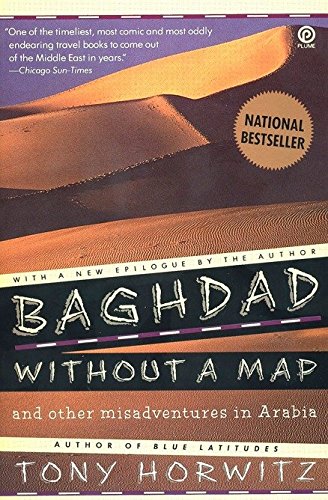 "One of the timeliest, most comic and most oddly
endearing travel books to come out
of the Middle East in years."
—Chicago Sun-Times
PLUME
NATIONAL
BESTSELLER
WITH A NEW EPILOGUE BY THE AUTHOR
BAGHDAD
WITHOUT A MAP
and other misadventures in Arabia
AUTHOR OF BLUE LATITUDES
TONY HORWITZ